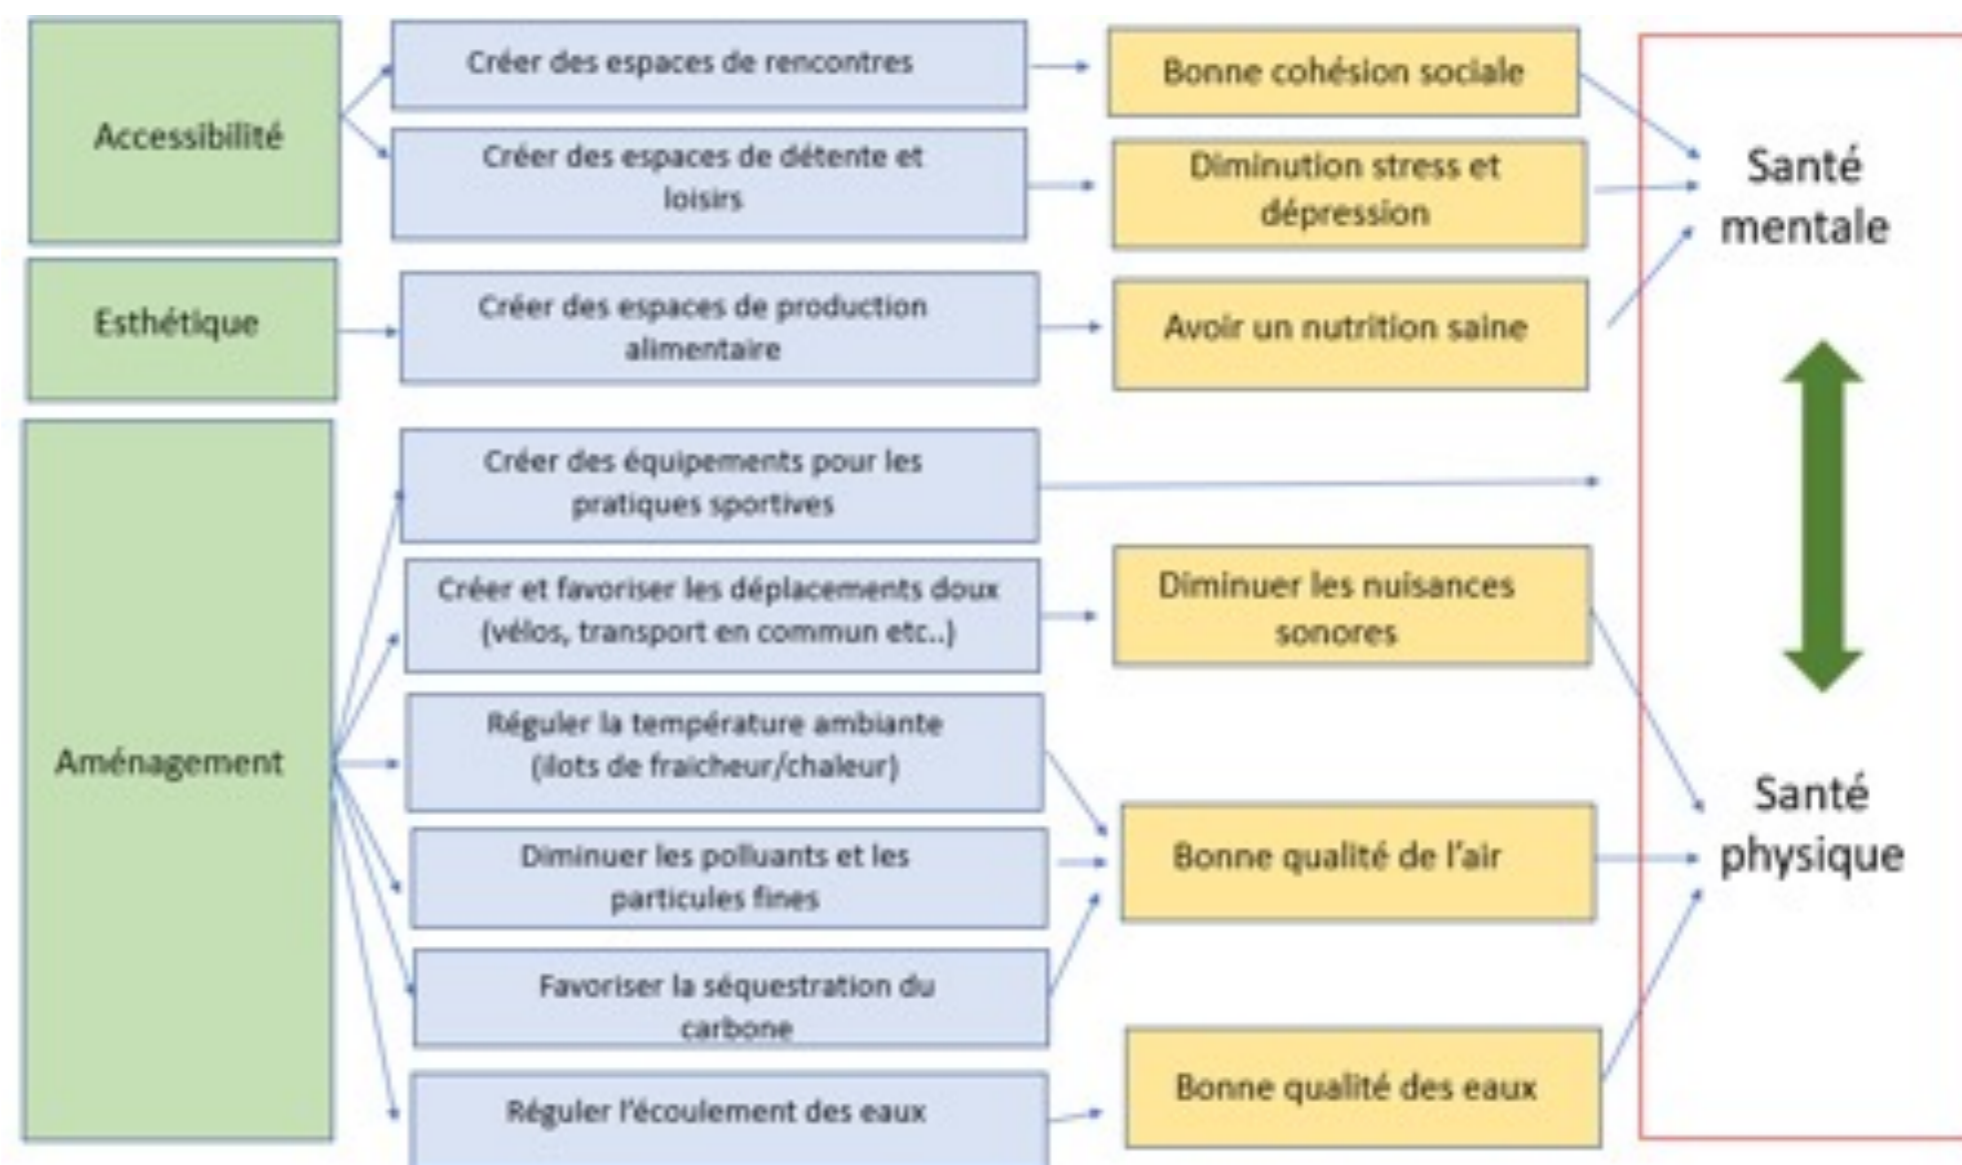 Accessibilité
Créer des espaces de rencontres
Bonne cohésion sociale
Créer des espaces de détente et
loisirs
Diminution stress et
dépression
Santé
mentale
Esthétique
Créer des espaces de production
alimentaire
Avoir un nutrition saine
Aménagement
Créer des équipements pour les
pratiques sportives
Créer et favoriser les déplacements doux
(vélos, transport en commun etc..)
Diminuer les nuisances
sonores
Réguler la température ambiante
(ilots de fraicheur/chaleur)
Diminuer les polluants et les
particules fines
Bonne qualité de l'air
Santé
physique
Favoriser la séquestration du
carbone
Réguler l'écoulement des eaux
Bonne qualité des eaux